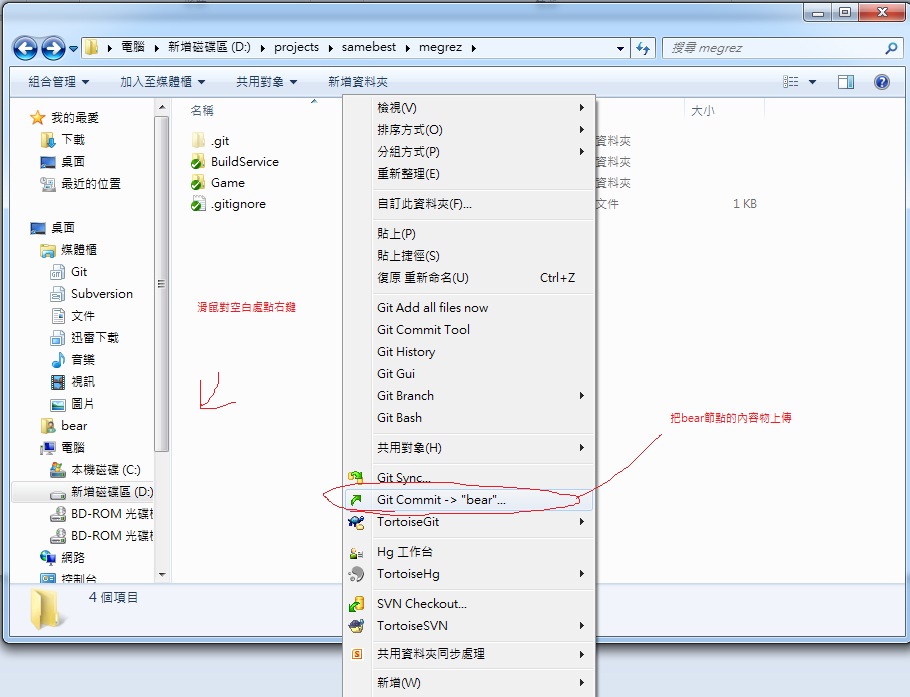 電腦 ▸ 新增磁碟區 (D:) ▸ projects ▸ samebest ▸ megrez ▸
搜尋 megrez
組合管理 加入至媒體櫃 共用對象 新增資料夾
我的最愛
下載
桌面
最近的位置
桌面
媒體櫃
Git
Subversion
文件
迅雷下載
音樂
視訊
圖片
bear
電腦
本機磁碟 (C:)
新增磁碟區 (D:)
BD-ROM 光碟
BD-ROM 光碟
網路
控制台
名稱
大小
.git
資料夾
BuildService
資料夾
Game
資料夾
.gitignore
文件
1 KB
滑鼠對空白處點右鍵
檢視(V)
排序方式(O)
分組方式(P)
重新整理(E)
自訂此資料夾(F)...
貼上(P)
貼上捷徑(S)
復原 重新命名(U) Ctrl+Z
Git Add all files now
Git Commit Tool
Git History
Git Gui
Git Branch
Git Bash
共用對象(H)
Git Sync...
Git Commit -> "bear"...
TortoiseGit
Hg 工作台
TortoiseHg
SVN Checkout...
TortoiseSVN
共用資料夾同步處理
新增(W)
把bear節點的內容物上傳
4 個項目